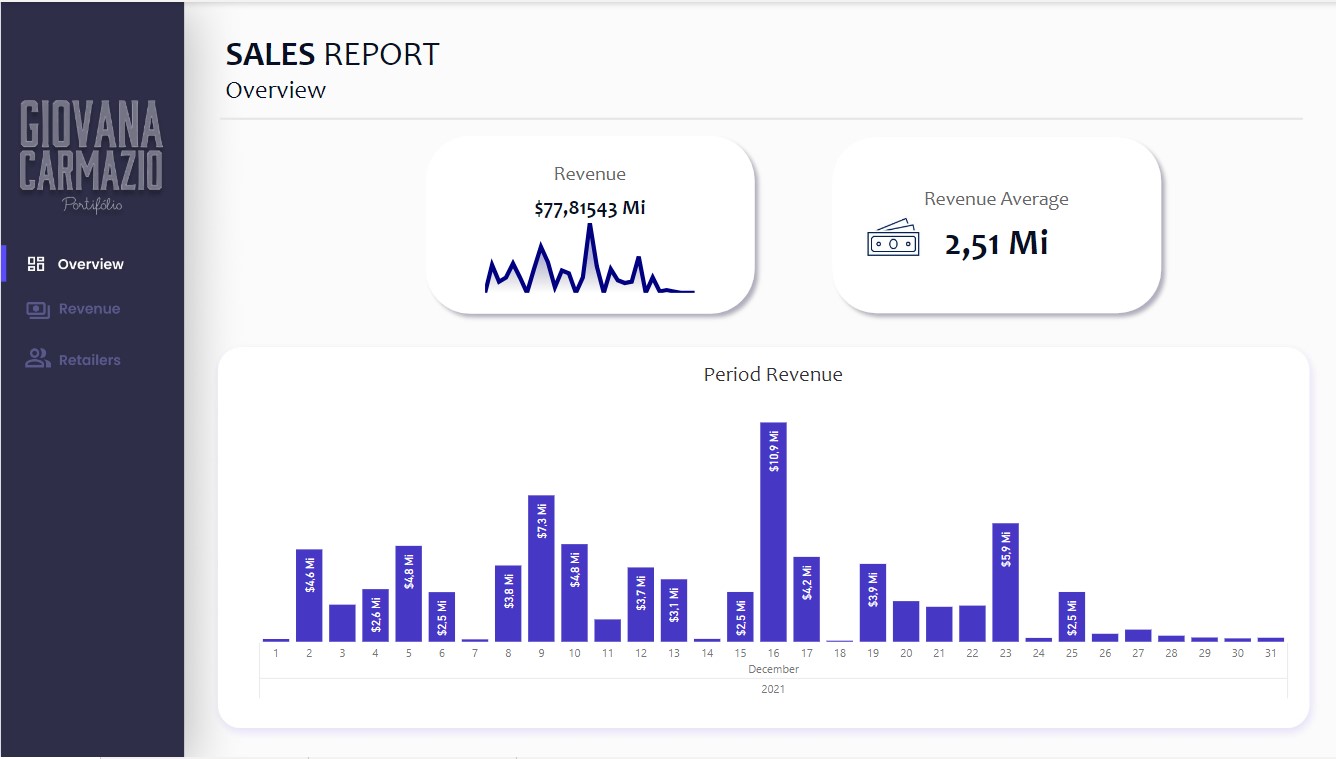 SALES REPORT
Overview
GIOVANA
CARMAZIO
Portifólio
Overview
Revenue
Retailers
Revenue
$77,81543 Mi
Revenue Average
2,51 Mi
Period Revenue
$4,6 Mi
$2,6 Mi
$4,8 Mi
$2,5 Mi
$3,8 Mi
$7,3 Mi
$4,8 Mi
$3,7 Mi
$3,1 Mi
$2,5 Mi
$10,9 Mi
$4,2 Mi
$3,9 Mi
$5,9 Mi
$2,5 Mi
1 2 3 4 5 6 7 8 9 10 11 12 13 14 15 16 17 18 19 20 21 22 23 24 25 26 27 28 29 30 31
December
2021